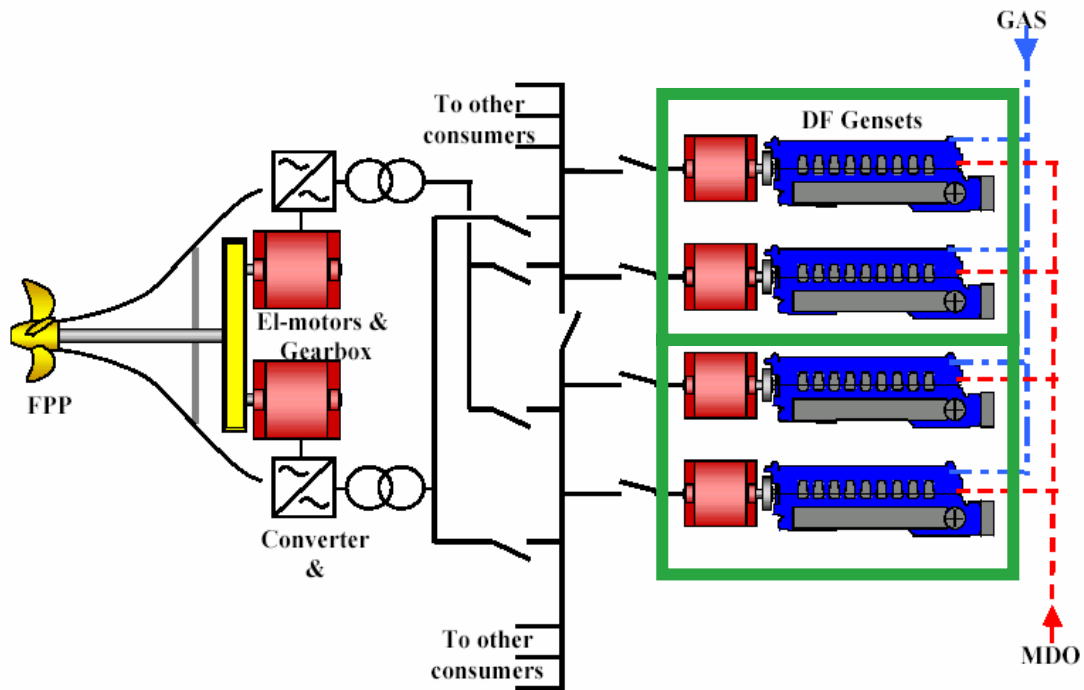 GAS
To other
consumers
DF Gensets
El-motors &
Gearbox
FPP
Converter
&
To other
consumers
MDO